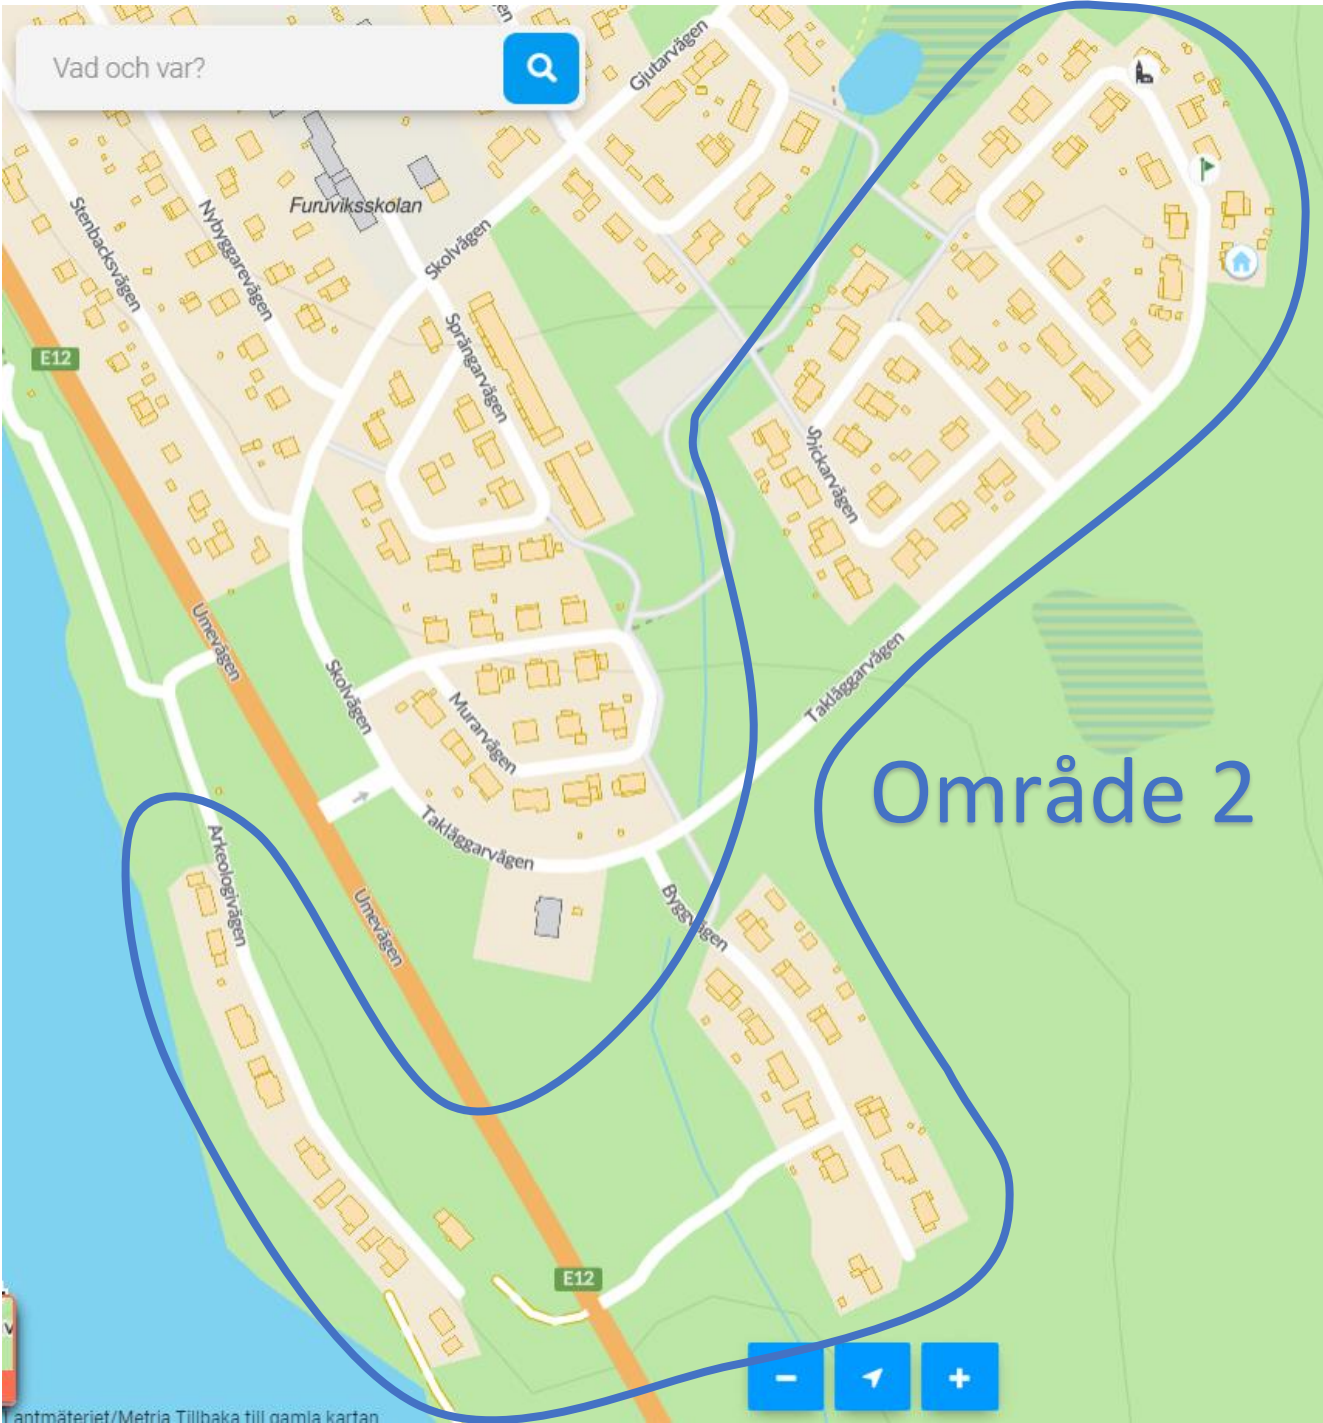 Vad och var?
Gjutarvägen
Furuviksskolan
Stenbacksvägen
Nybyggarevägen
Skolvägen
Sprängarvägen
E12
Snickarvägen
Umevägen
Skolvägen
Murarvägen
Takläggarvägen
Område 2
Takläggarvägen
Arkeologivägen
Umevägen
Byggvägen
E12
antmäteriet/Metria Tillbaka till gamla kartan